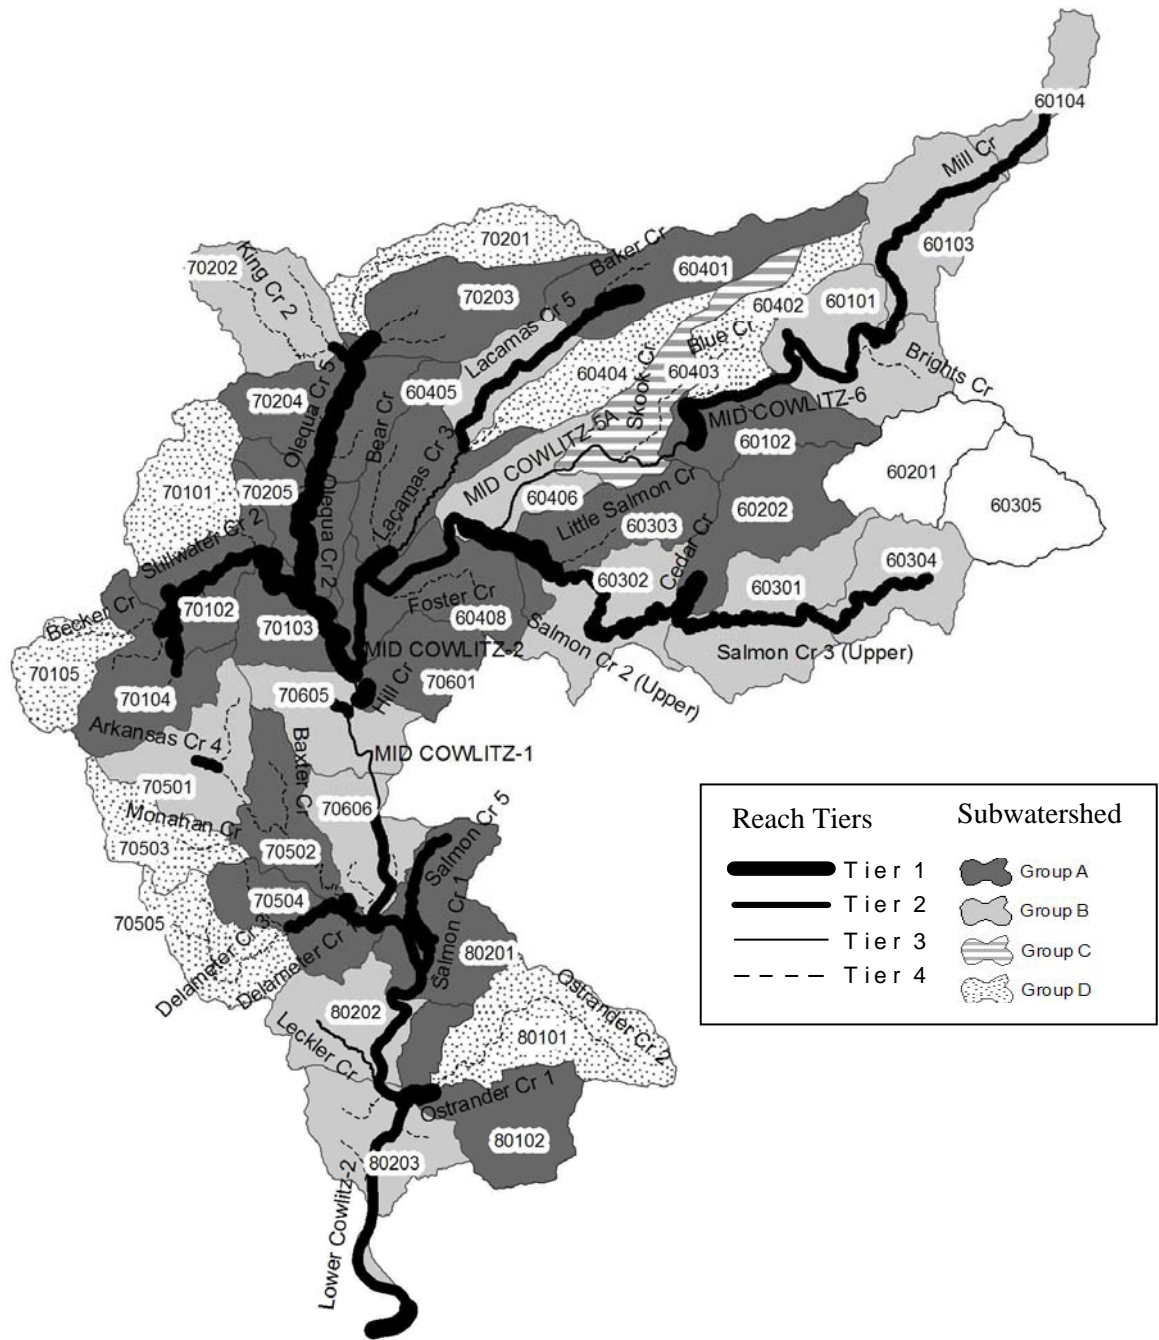 60104
Mill Cr
60103
70201
Baker Cr
70202
King Cr 2
60401
70203
60402
60101
Lacamas Cr 5
Blue Cr
Brights Cr
60404
60403
Skook Cr
Olequa Cr 5
60405
70204
Bear Cr
MID COWLITZ-6
60102
MID COWLITZ-5A
60201
70101
70205
Lacamas Cr 3
60406
Little Salmon Cr
60202
60305
Stillwater Cr 2
Olequa Cr 2
60303
Cedar Cr
60304
60302
60301
Becker Cr
70102
Foster Cr
70103
60408
MID COWLITZ-2
Salmon Cr 2 (Upper)
Salmon Cr 3 (Upper)
70105
70104
70605
Hill Cr
70601
Arkansas Cr 4
Baxter Cr
MID COWLITZ-1
70501
70606
Salmon Cr 5
Monahan Cr
70503
70502
70504
Salmon Cr 1
70505
Delameter Cr 3
Delameter Cr 1
80201
Ostrander Cr 2
80202
Leckler Cr
80101
Ostrander Cr 1
80102
80203
Lower Cowlitz-2
Reach Tiers
Tier 1
Tier 2
Tier 3
Tier 4
Subwatershed
Group A
Group B
Group C
Group D